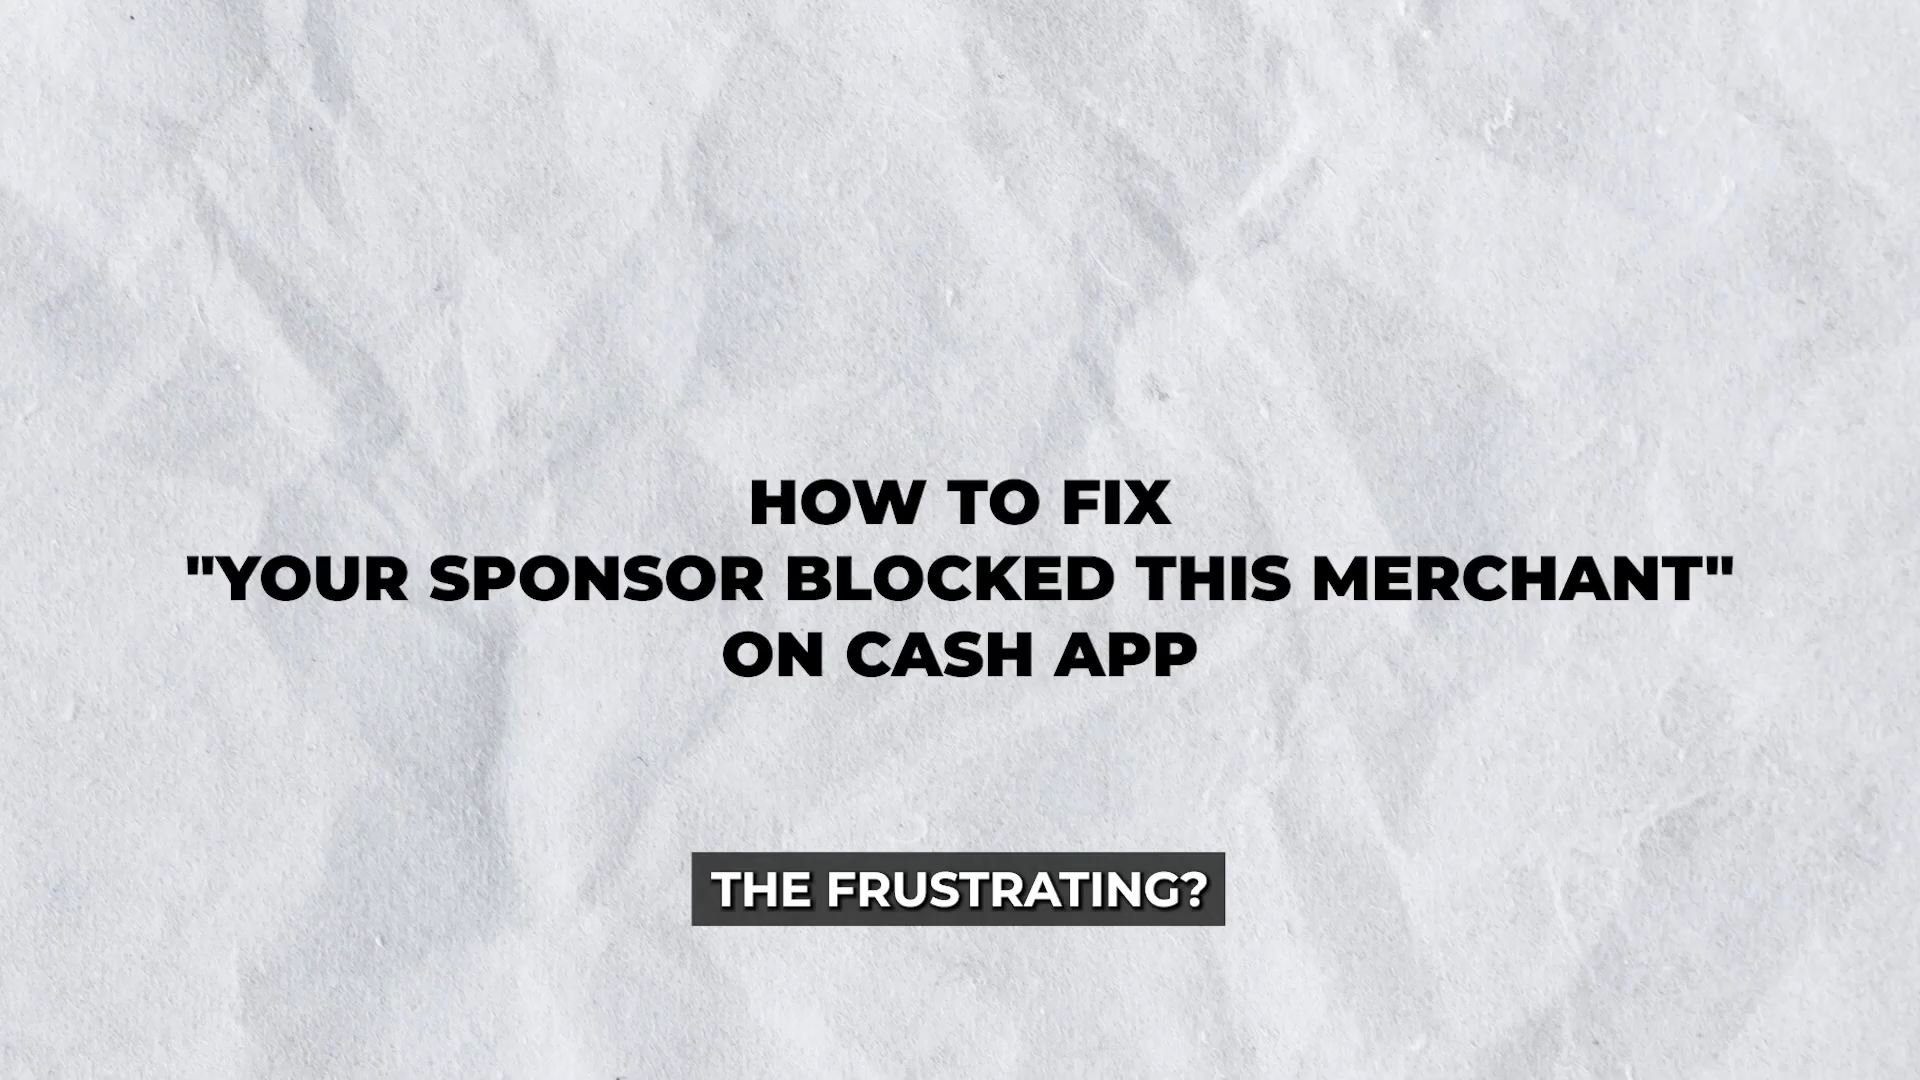 HOW TO FIX
"YOUR SPONSOR BLOCKED THIS MERCHANT"
ON CASH APP
THE FRUSTRATING?